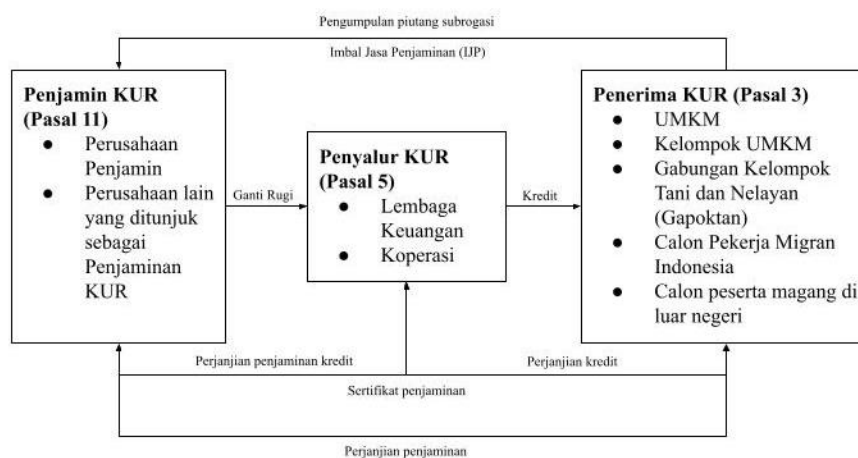 Pengumpulan piutang subrogasi
Imbal Jasa Penjaminan (IJP)
Penjamin KUR
(Pasal 11)
● Perusahaan
Penjamin
● Perusahaan lain
yang ditunjuk
sebagai
Penjaminan
KUR
Ganti Rugi
Penyalur KUR
(Pasal 5)
● Lembaga
Keuangan
● Koperasi
Kredit
Penerima KUR (Pasal 3)
● UMKM
● Kelompok UMKM
● Gabungan Kelompok
Tani dan Nelayan
(Gapoktan)
● Calon Pekerja Migran
Indonesia
● Calon peserta magang di
luar negeri
Perjanjian penjaminan kredit
Perjanjian kredit
Sertifikat penjaminan
Perjanjian penjaminan